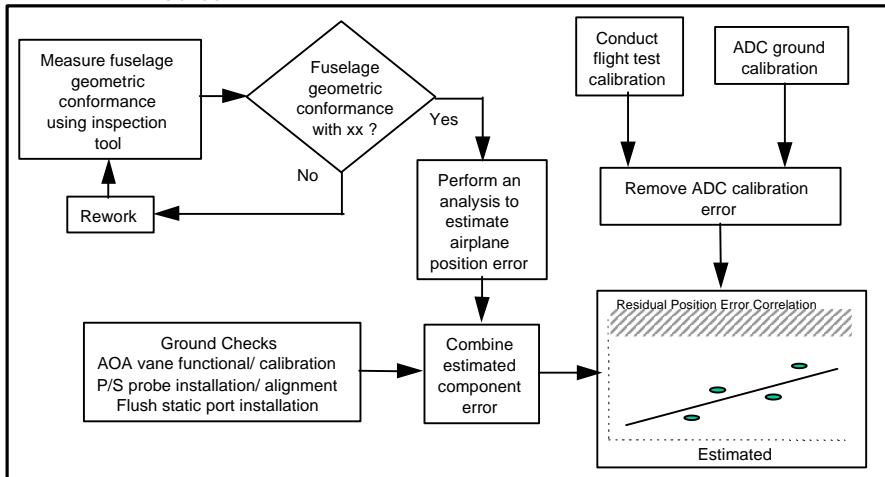 Measure fuselage
geometric
conformance
using inspection
tool
Fuselage
geometric
conformance
with xx ?
Yes
No
Rework
Perform an
analysis to
estimate
airplane
position error
Ground Checks
AOA vane functional/ calibration
P/S probe installation/ alignment
Flush static port installation
Combine
estimated
component
error
Conduct
flight test
calibration
ADC ground
calibration
Remove ADC calibration
error
Residual Position Error Correlation
Estimated